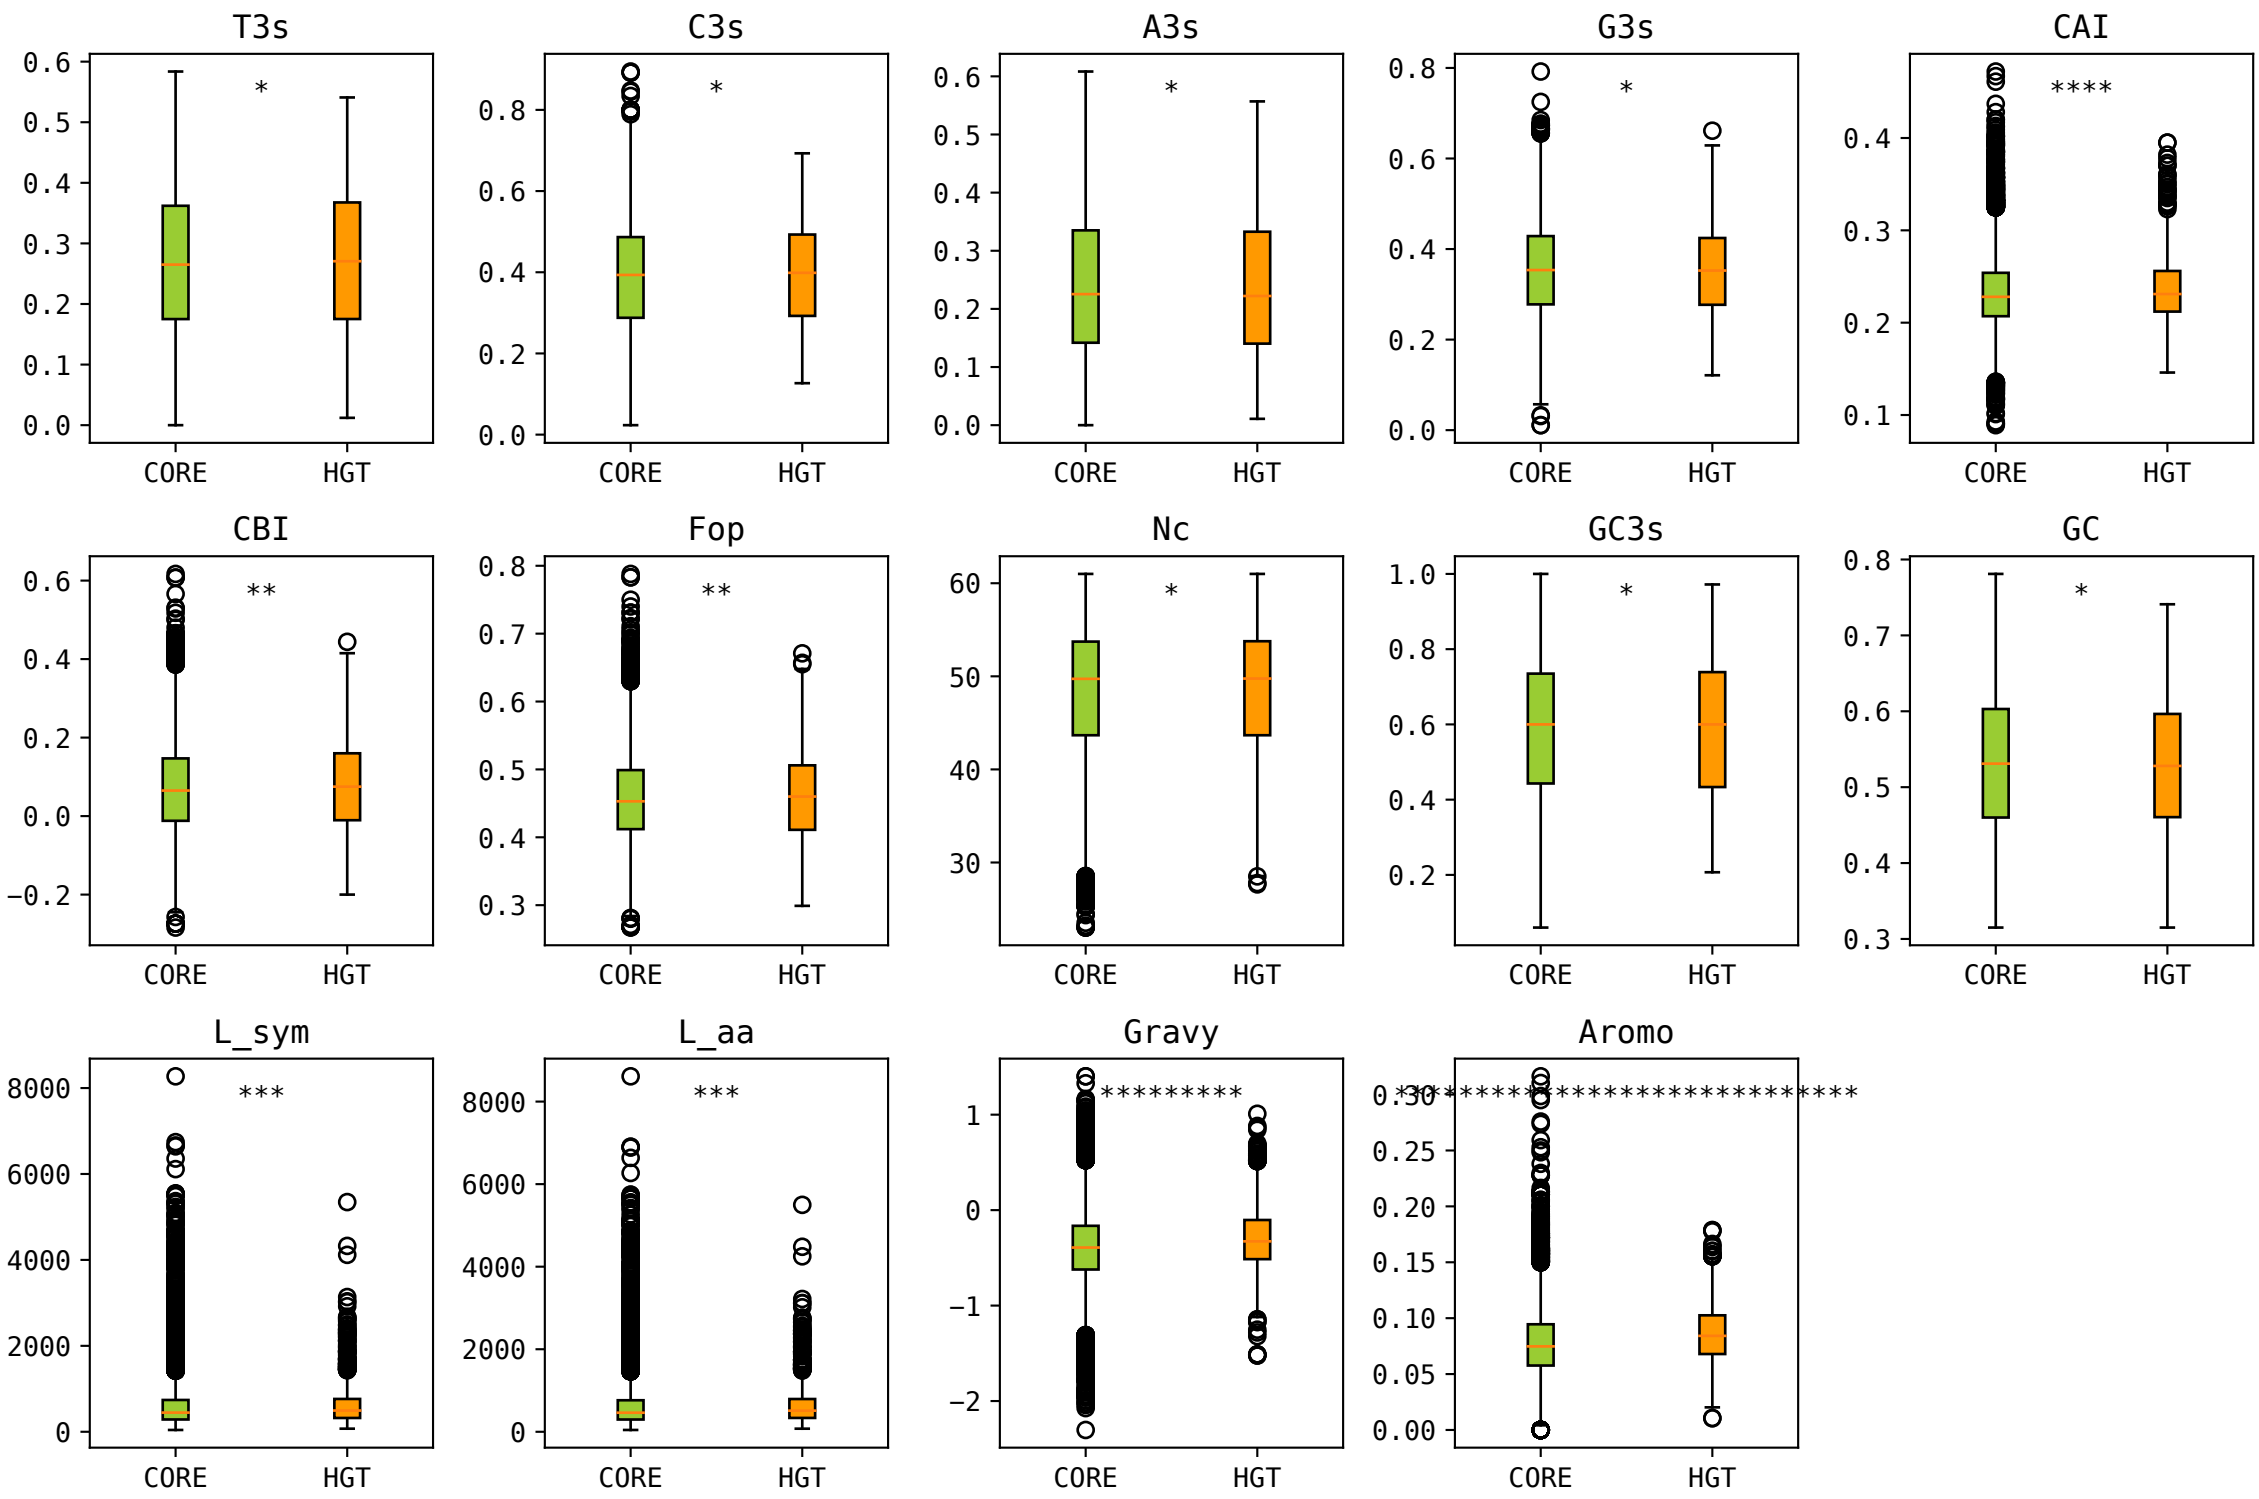 T3s C3s A3s G3s CAI
0.6 0.5 0.4 0.3 0.2 0.1 0.0
*
CORE HGT
0.8 0.6 0.4 0.2 0.0
*
CORE HGT
0.6 0.5 0.4 0.3 0.2 0.1 0.0
*
CORE HGT
0.8 0.6 0.4 0.2 0.0
*
CORE HGT
0.4 0.3 0.2 0.1
****
CORE HGT
CBI Fop Nc GC3s GC
0.6 0.4 0.2 0.0 −0.2
**
CORE HGT
0.8 0.7 0.6 0.5 0.4 0.3
**
CORE HGT
60 50 40 30
*
CORE HGT
1.0 0.8 0.6 0.4 0.2
*
CORE HGT
0.8 0.7 0.6 0.5 0.4 0.3
*
CORE HGT
L_sym L_aa Gravy Aromo
8000 6000 4000 2000 0
***
CORE HGT
8000 6000 4000 2000 0
***
CORE HGT
1 0 −1 −2
*********
CORE HGT
0.30 0.25 0.20 0.15 0.10 0.05 0.00
CORE HGT